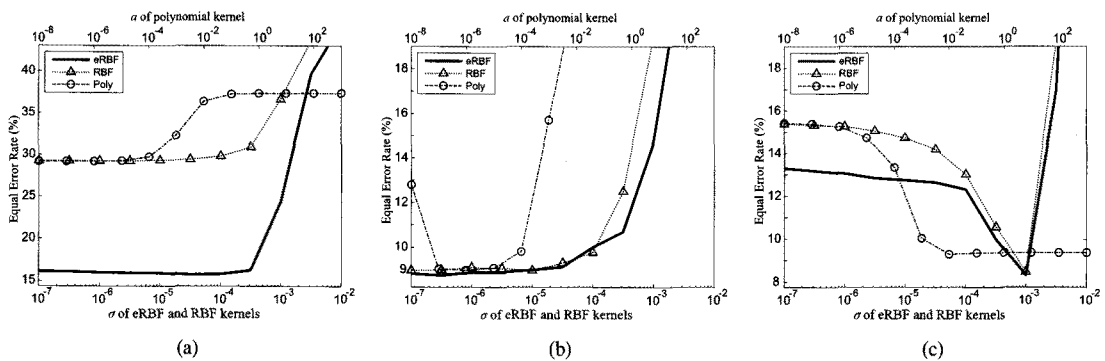 a of polynomial kernel
10^-8 10^-6 10^-4 10^-2 10^0 10^2
eRBF
RBF
Poly
Equal Error Rate (%)
40
35
30
25
20
15
10^-7 10^-6 10^-5 10^-4 10^-3 10^-2
σ of eRBF and RBF kernels
(a)
a of polynomial kernel
10^-8 10^-6 10^-4 10^-2 10^0 10^2
eRBF
RBF
Poly
Equal Error Rate (%)
18
16
14
12
10
9
8
10^-7 10^-6 10^-5 10^-4 10^-3 10^-2
σ of eRBF and RBF kernels
(b)
a of polynomial kernel
10^-8 10^-6 10^-4 10^-2 10^0 10^2
eRBF
RBF
Poly
Equal Error Rate (%)
18
16
14
12
10
8
10^-7 10^-6 10^-5 10^-4 10^-3 10^-2
σ of eRBF and RBF kernels
(c)